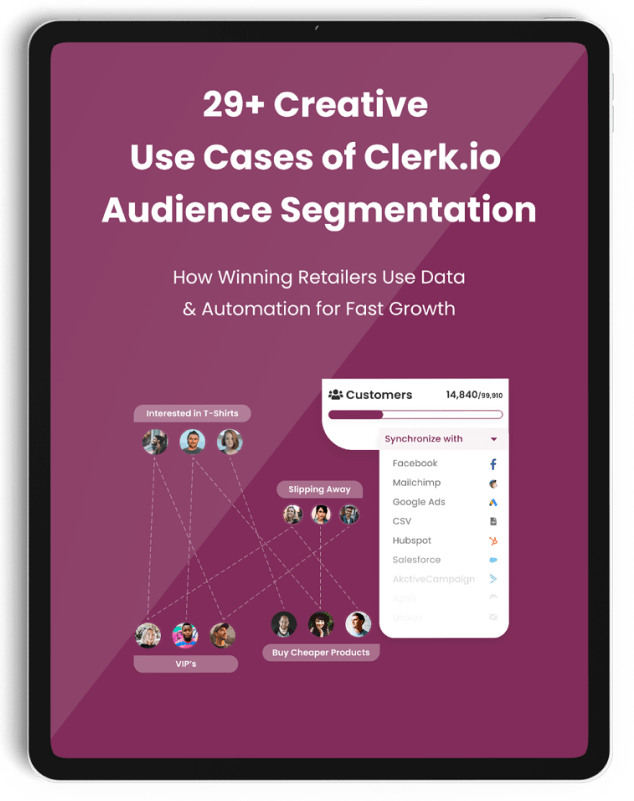 29+ Creative
Use Cases of Clerk.io
Audience Segmentation
How Winning Retailers Use Data
& Automation for Fast Growth
Customers 14,840/99,910
Interested in T-Shirts
Synchronize with
Facebook
Mailchimp
Google Ads
CSV
Hubspot
Salesforce
AkctiveCampaign
Slipping Away
Buy Cheaper Products
VIP's